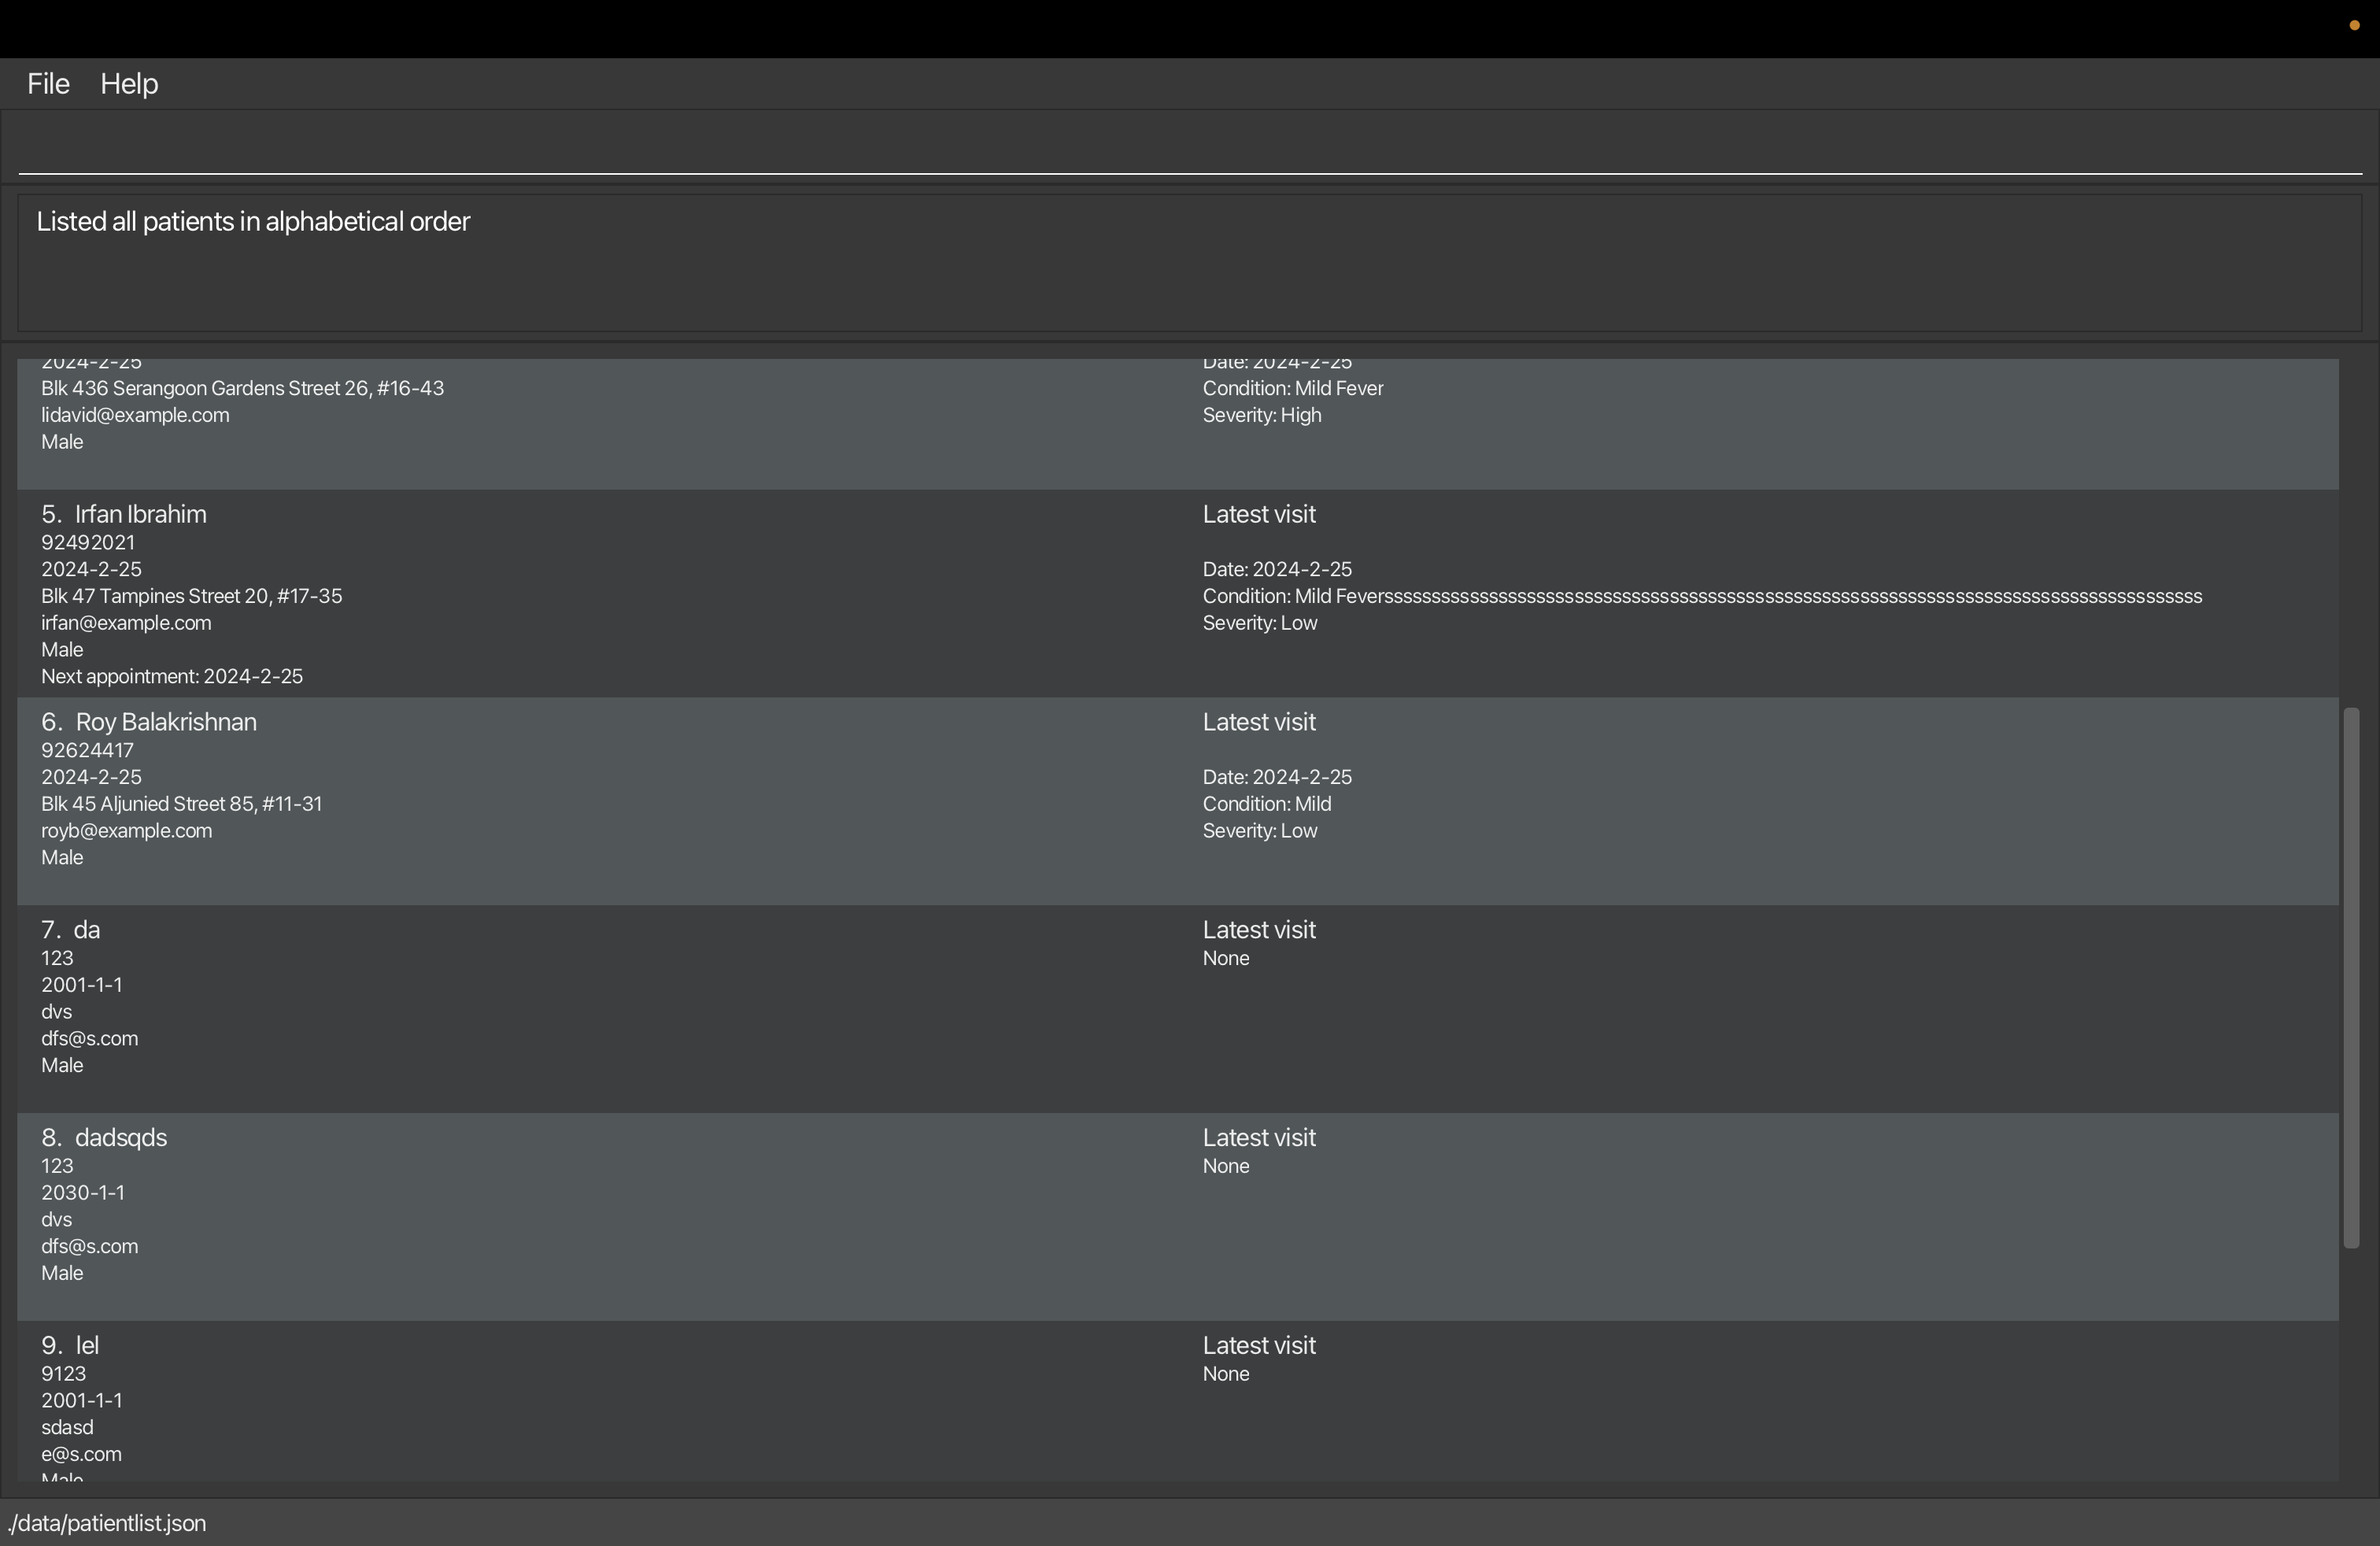 File Help
Listed all patients in alphabetical order
2024-2-25 Date: 2024-2-25
Blk 436 Serangoon Gardens Street 26, #16-43 Condition: Mild Fever
lidavid@example.com Severity: High
Male
5. Irfan Ibrahim Latest visit
92492021
2024-2-25 Date: 2024-2-25
Blk 47 Tampines Street 20, #17-35 Condition: Mild Feversssssssssssssssssssssssssssssssssssssssssssssssssssssssssssssssssssssssssssssssssssss
irfan@example.com Severity: Low
Male
Next appointment: 2024-2-25
6. Roy Balakrishnan Latest visit
92624417
2024-2-25 Date: 2024-2-25
Blk 45 Aljunied Street 85, #11-31 Condition: Mild
royb@example.com Severity: Low
Male
7. da Latest visit
123 None
2001-1-1
dvs
dfs@s.com
Male
8. dadsqds Latest visit
123 None
2030-1-1
dvs
dfs@s.com
Male
9. lel Latest visit
9123 None
2001-1-1
sdasd
e@s.com
Male
./data/patientlist.json